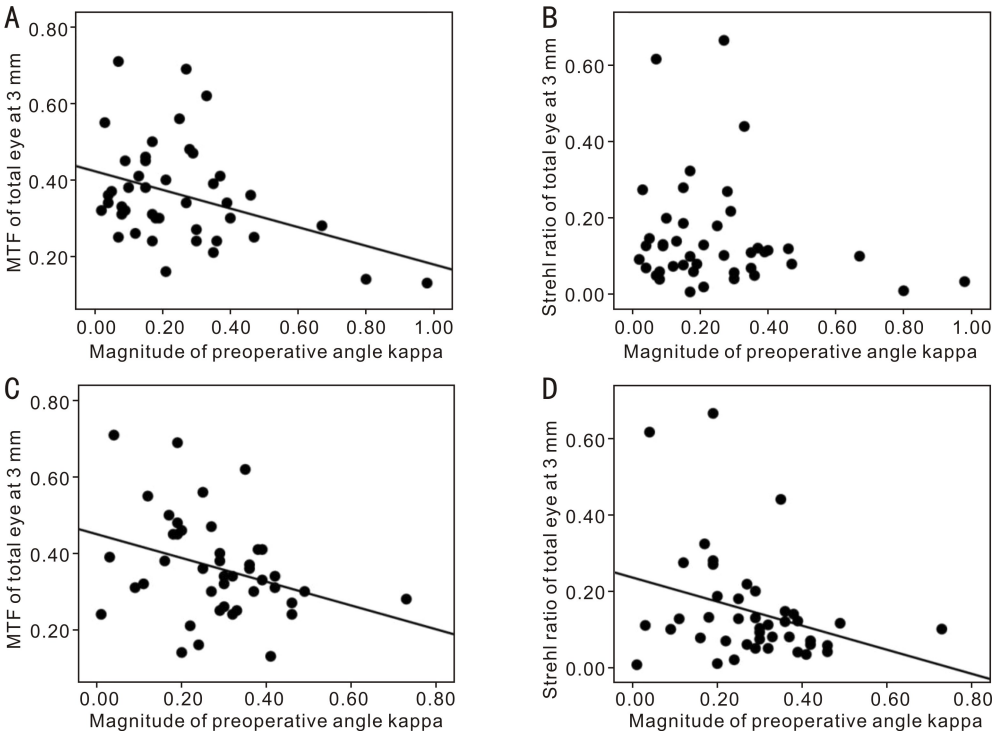 A
MTF of total eye at 3 mm
0.80
0.60
0.40
0.20
0.00 0.20 0.40 0.60 0.80 1.00
Magnitude of preoperative angle kappa
B
Strehl ratio of total eye at 3 mm
0.60
0.40
0.20
0.00
0.00 0.20 0.40 0.60 0.80 1.00
Magnitude of preoperative angle kappa
C
MTF of total eye at 3 mm
0.80
0.60
0.40
0.20
0.00 0.20 0.40 0.60 0.80
Magnitude of preoperative angle kappa
D
Strehl ratio of total eye at 3 mm
0.60
0.40
0.20
0.00
0.00 0.20 0.40 0.60 0.80
Magnitude of preoperative angle kappa